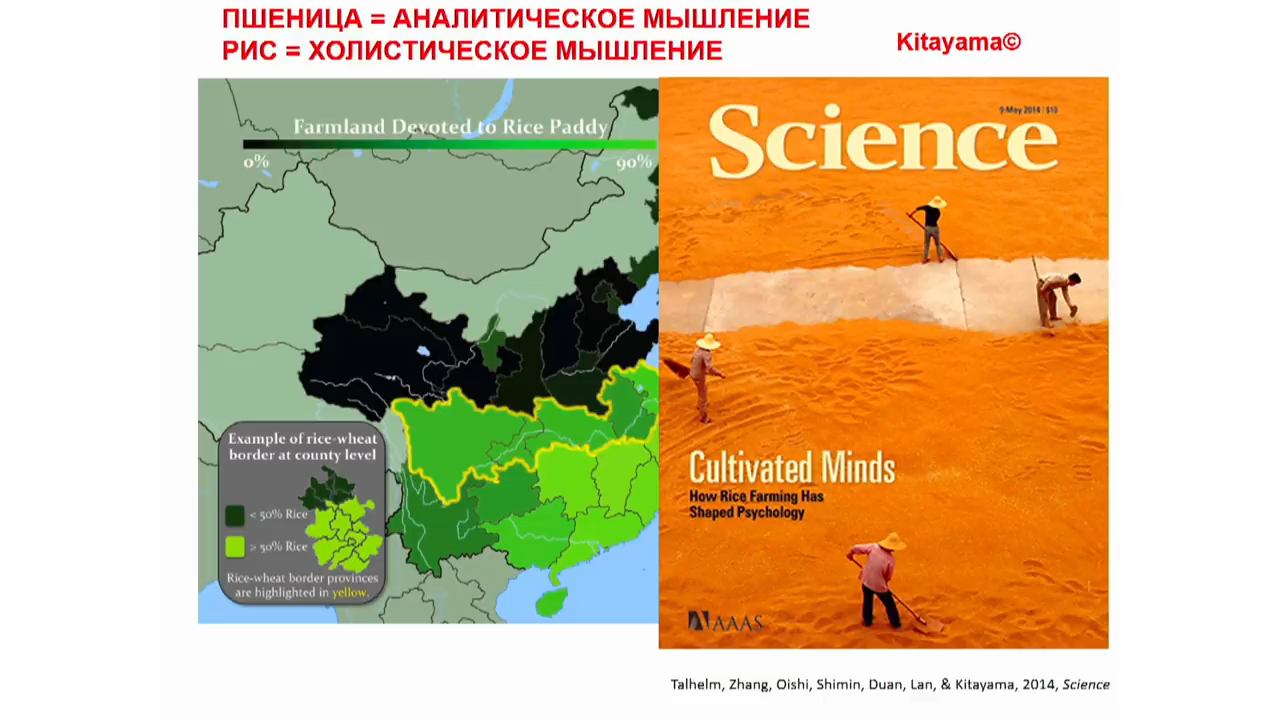 ПШЕНИЦА = АНАЛИТИЧЕСКОЕ МЫШЛЕНИЕ
РИС = ХОЛИСТИЧЕСКОЕ МЫШЛЕНИЕ
Kitayama©
Farmland Devoted to Rice Paddy
0%
90%
Example of rice-wheat
border at county level
< 50% Rice
> 50% Rice
Rice-wheat border provinces
are highlighted in yellow.
9 May 2014 | $10
Science
Cultivated Minds
How Rice Farming Has
Shaped Psychology
AAAS
Talhelm, Zhang, Oishi, Shimin, Duan, Lan, & Kitayama, 2014, Science